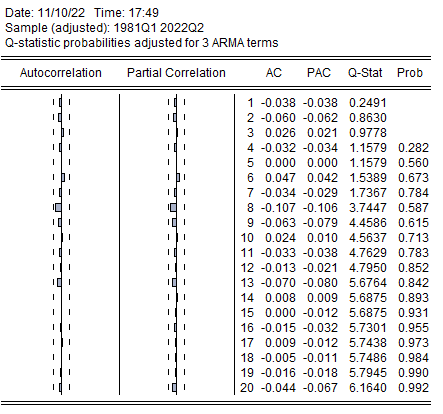 Date: 11/10/22 Time: 17:49
Sample (adjusted): 1981Q1 2022Q2
Q-statistic probabilities adjusted for 3 ARMA terms
Autocorrelation Partial Correlation AC PAC Q-Stat Prob
1 -0.038 -0.038 0.2491
2 -0.060 -0.062 0.8630
3 0.026 0.021 0.9778
4 -0.032 -0.034 1.1579 0.282
5 0.000 0.000 1.1579 0.560
6 0.047 0.042 1.5389 0.673
7 -0.034 -0.029 1.7367 0.784
8 -0.107 -0.106 3.7447 0.587
9 -0.063 -0.079 4.4586 0.615
10 0.024 0.010 4.5637 0.713
11 -0.033 -0.038 4.7629 0.783
12 -0.013 -0.021 4.7950 0.852
13 -0.070 -0.080 5.6764 0.842
14 0.008 0.009 5.6875 0.893
15 0.000 -0.012 5.6875 0.931
16 -0.015 -0.032 5.7301 0.955
17 0.009 -0.012 5.7438 0.973
18 -0.005 -0.011 5.7486 0.984
19 -0.016 -0.018 5.7945 0.990
20 -0.044 -0.067 6.1640 0.992